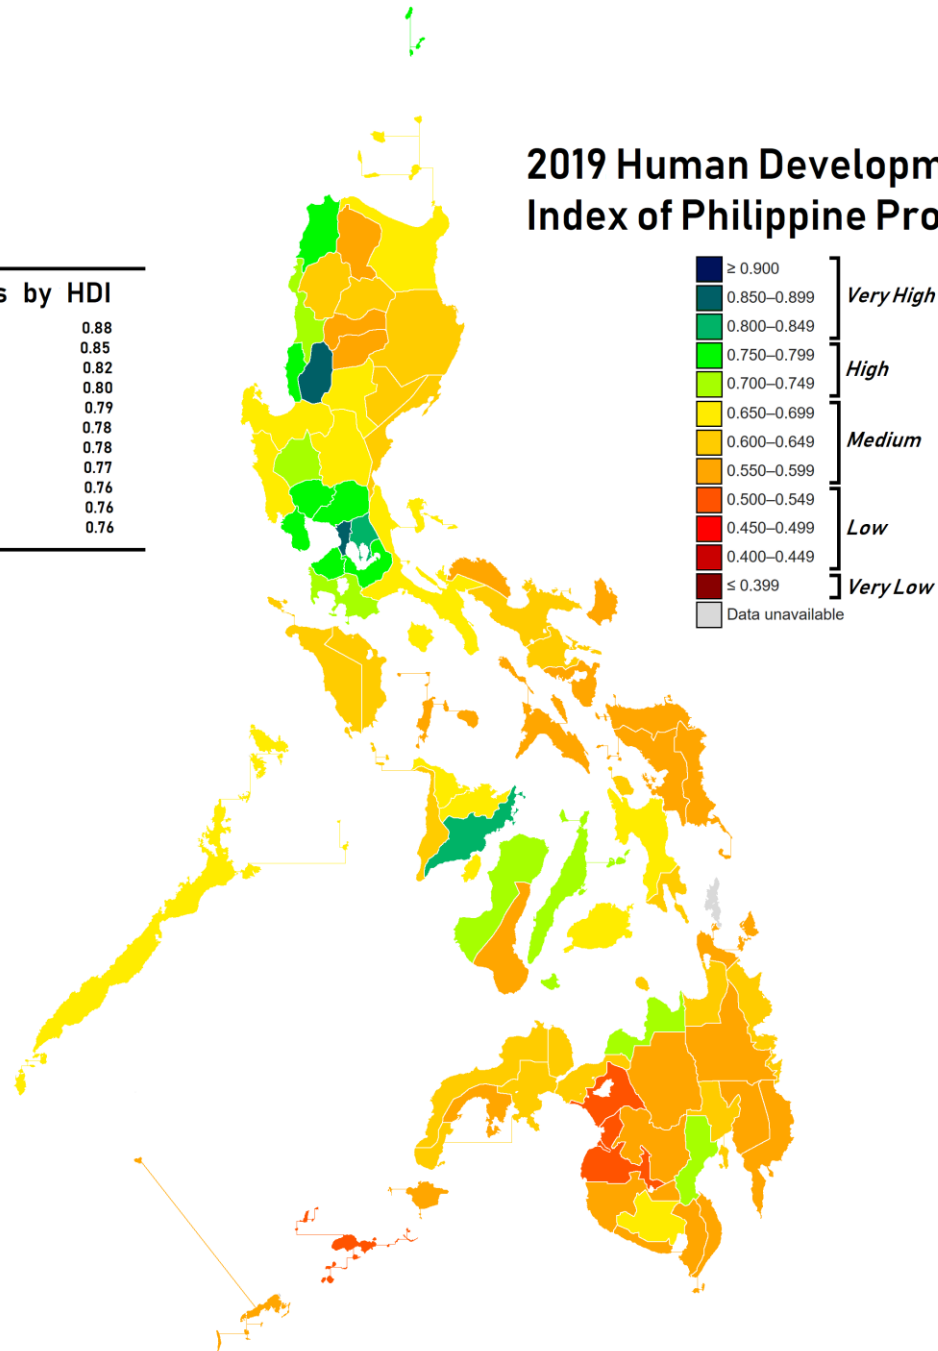 2019 Human Developm
Index of Philippine Pro
s by HDI
0.88
0.85
0.82
0.80
0.79
0.78
0.78
0.77
0.76
0.76
0.76
≥ 0.900
0.850–0.899
0.800–0.849
0.750–0.799
0.700–0.749
0.650–0.699
0.600–0.649
0.550–0.599
0.500–0.549
0.450–0.499
0.400–0.449
≤ 0.399
Data unavailable
Very High
High
Medium
Low
Very Low